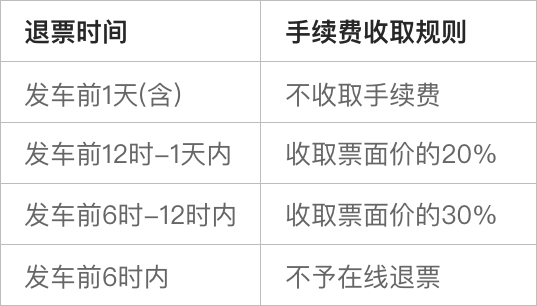 退票时间 手续费收取规则
发车前1天(含) 不收取手续费
发车前12时-1天内 收取票面价的20%
发车前6时-12时内 收取票面价的30%
发车前6时内 不予在线退票